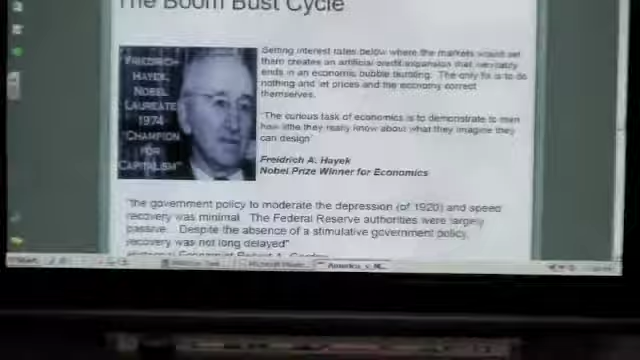 The Boom Bust Cycle
Setting interest rates below where the markets would set
them creates an artificial credit expansion that inevitably
ends in an economic bubble bursting. The only fix is to do
nothing and let prices and the economy correct
themselves.
FRIEDRICH
HAYEK,
NOBEL
LAUREATE
1974
"CHAMPION
FOR
CAPITALISM"
"The curious task of economics is to demonstrate to men
how little they really know about what they imagine they
can design"
Freidrich A. Hayek
Nobel Prize Winner for Economics
"the government policy to moderate the depression (of 1920) and speed
recovery was minimal. The Federal Reserve authorities were largely
passive. Despite the absence of a stimulative government policy,
recovery was not long delayed"
Robert A. Gordon